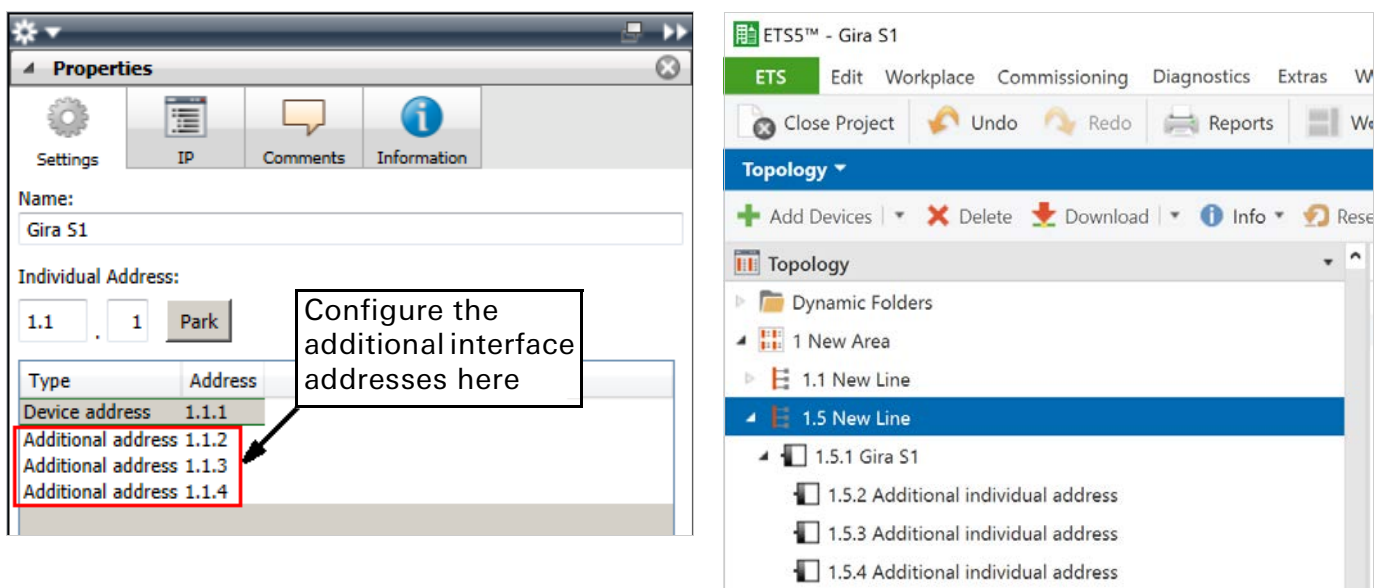 Properties
Settings
IP
Comments
Information
Name:
Gira S1
Individual Address:
1.1 . 1 Park
Configure the
additional interface
addresses here
Type Address
Device address 1.1.1
Additional address 1.1.2
Additional address 1.1.3
Additional address 1.1.4
ETS5™ - Gira S1
ETS Edit Workplace Commissioning Diagnostics Extras W
Close Project Undo Redo Reports We
Topology
Add Devices Delete Download Info Rese
Topology
Dynamic Folders
1 New Area
1.1 New Line
1.5 New Line
1.5.1 Gira S1
1.5.2 Additional individual address
1.5.3 Additional individual address
1.5.4 Additional individual address